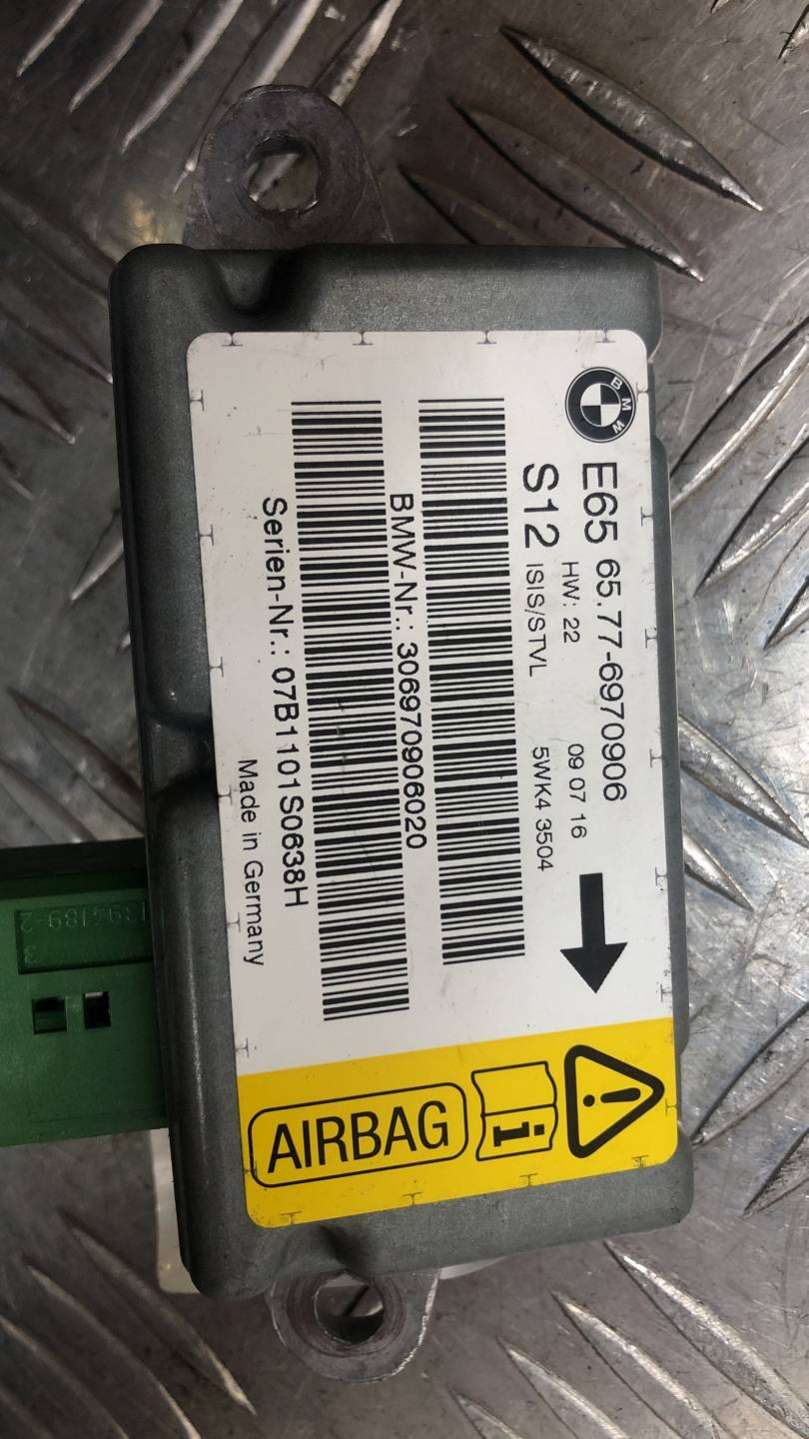 BMW
E65 65.77-6970906
HW: 22 09 07 16
S12 ISIS/STVL 5WK4 3504
BMW-Nr.: 306970906020
Serien-Nr.: 07B1101S0638H
Made in Germany
i
AIRBAG